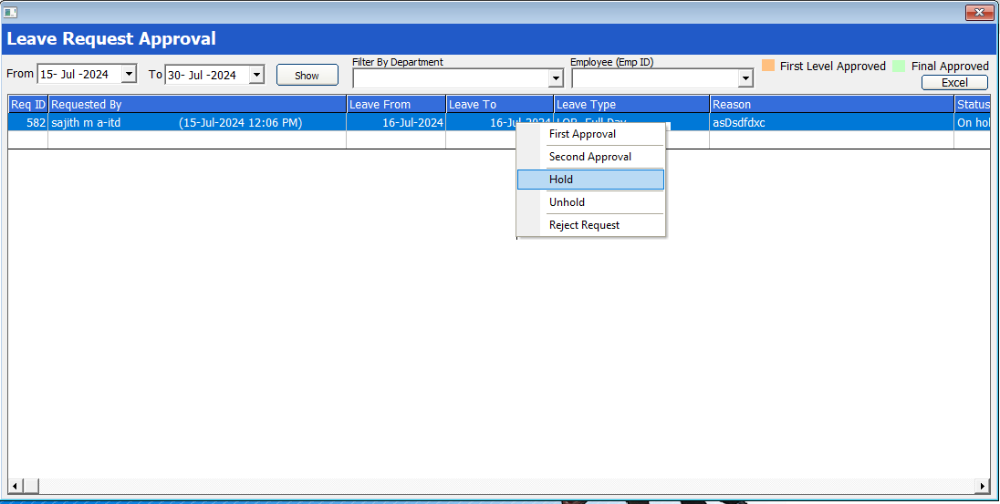 Leave Request Approval
From 15- Jul -2024 To 30- Jul -2024 Show Filter By Department Employee (Emp ID) First Level Approved Final Approved
Excel
Req ID Requested By Leave From Leave To Leave Type Reason Status
582 sajith m a-itd (15-Jul-2024 12:06 PM) 16-Jul-2024 16-Jul-2024 LOP Full Day asDsdfdxc On hol
First Approval
Second Approval
Hold
Unhold
Reject Request